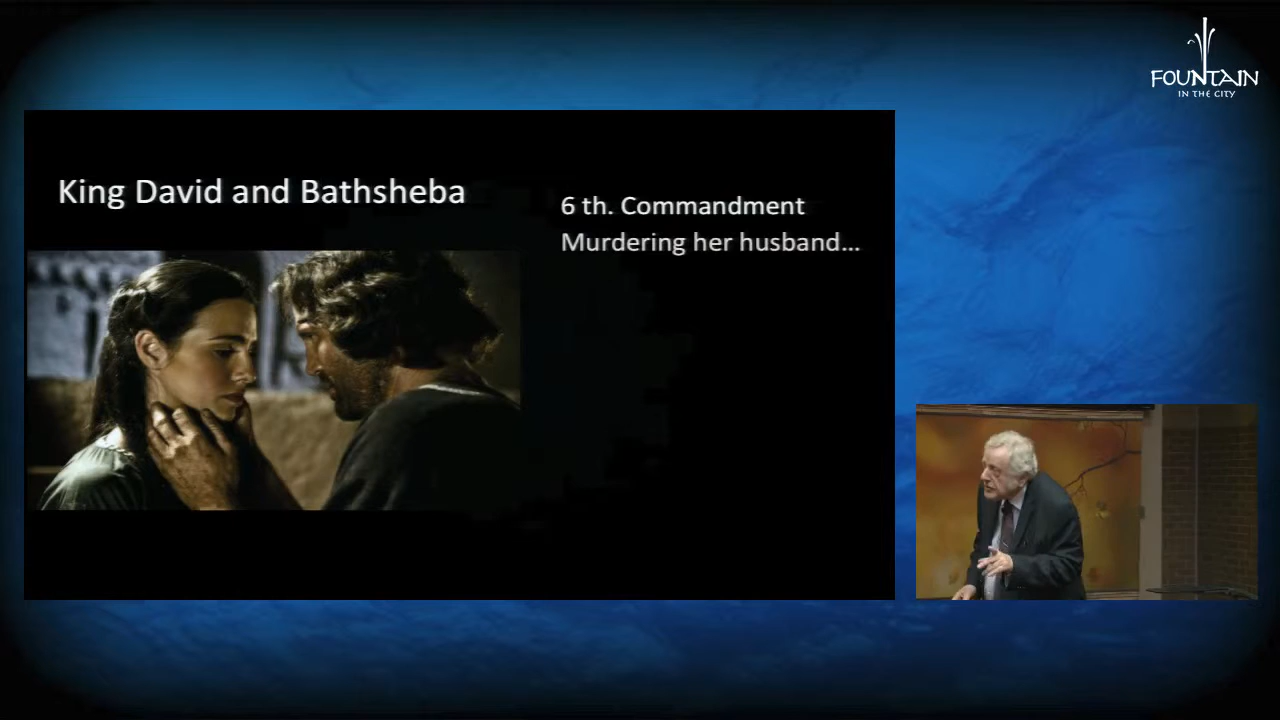 FOUNTAIN
IN THE CITY
King David and Bathsheba
6 th. Commandment
Murdering her husband...